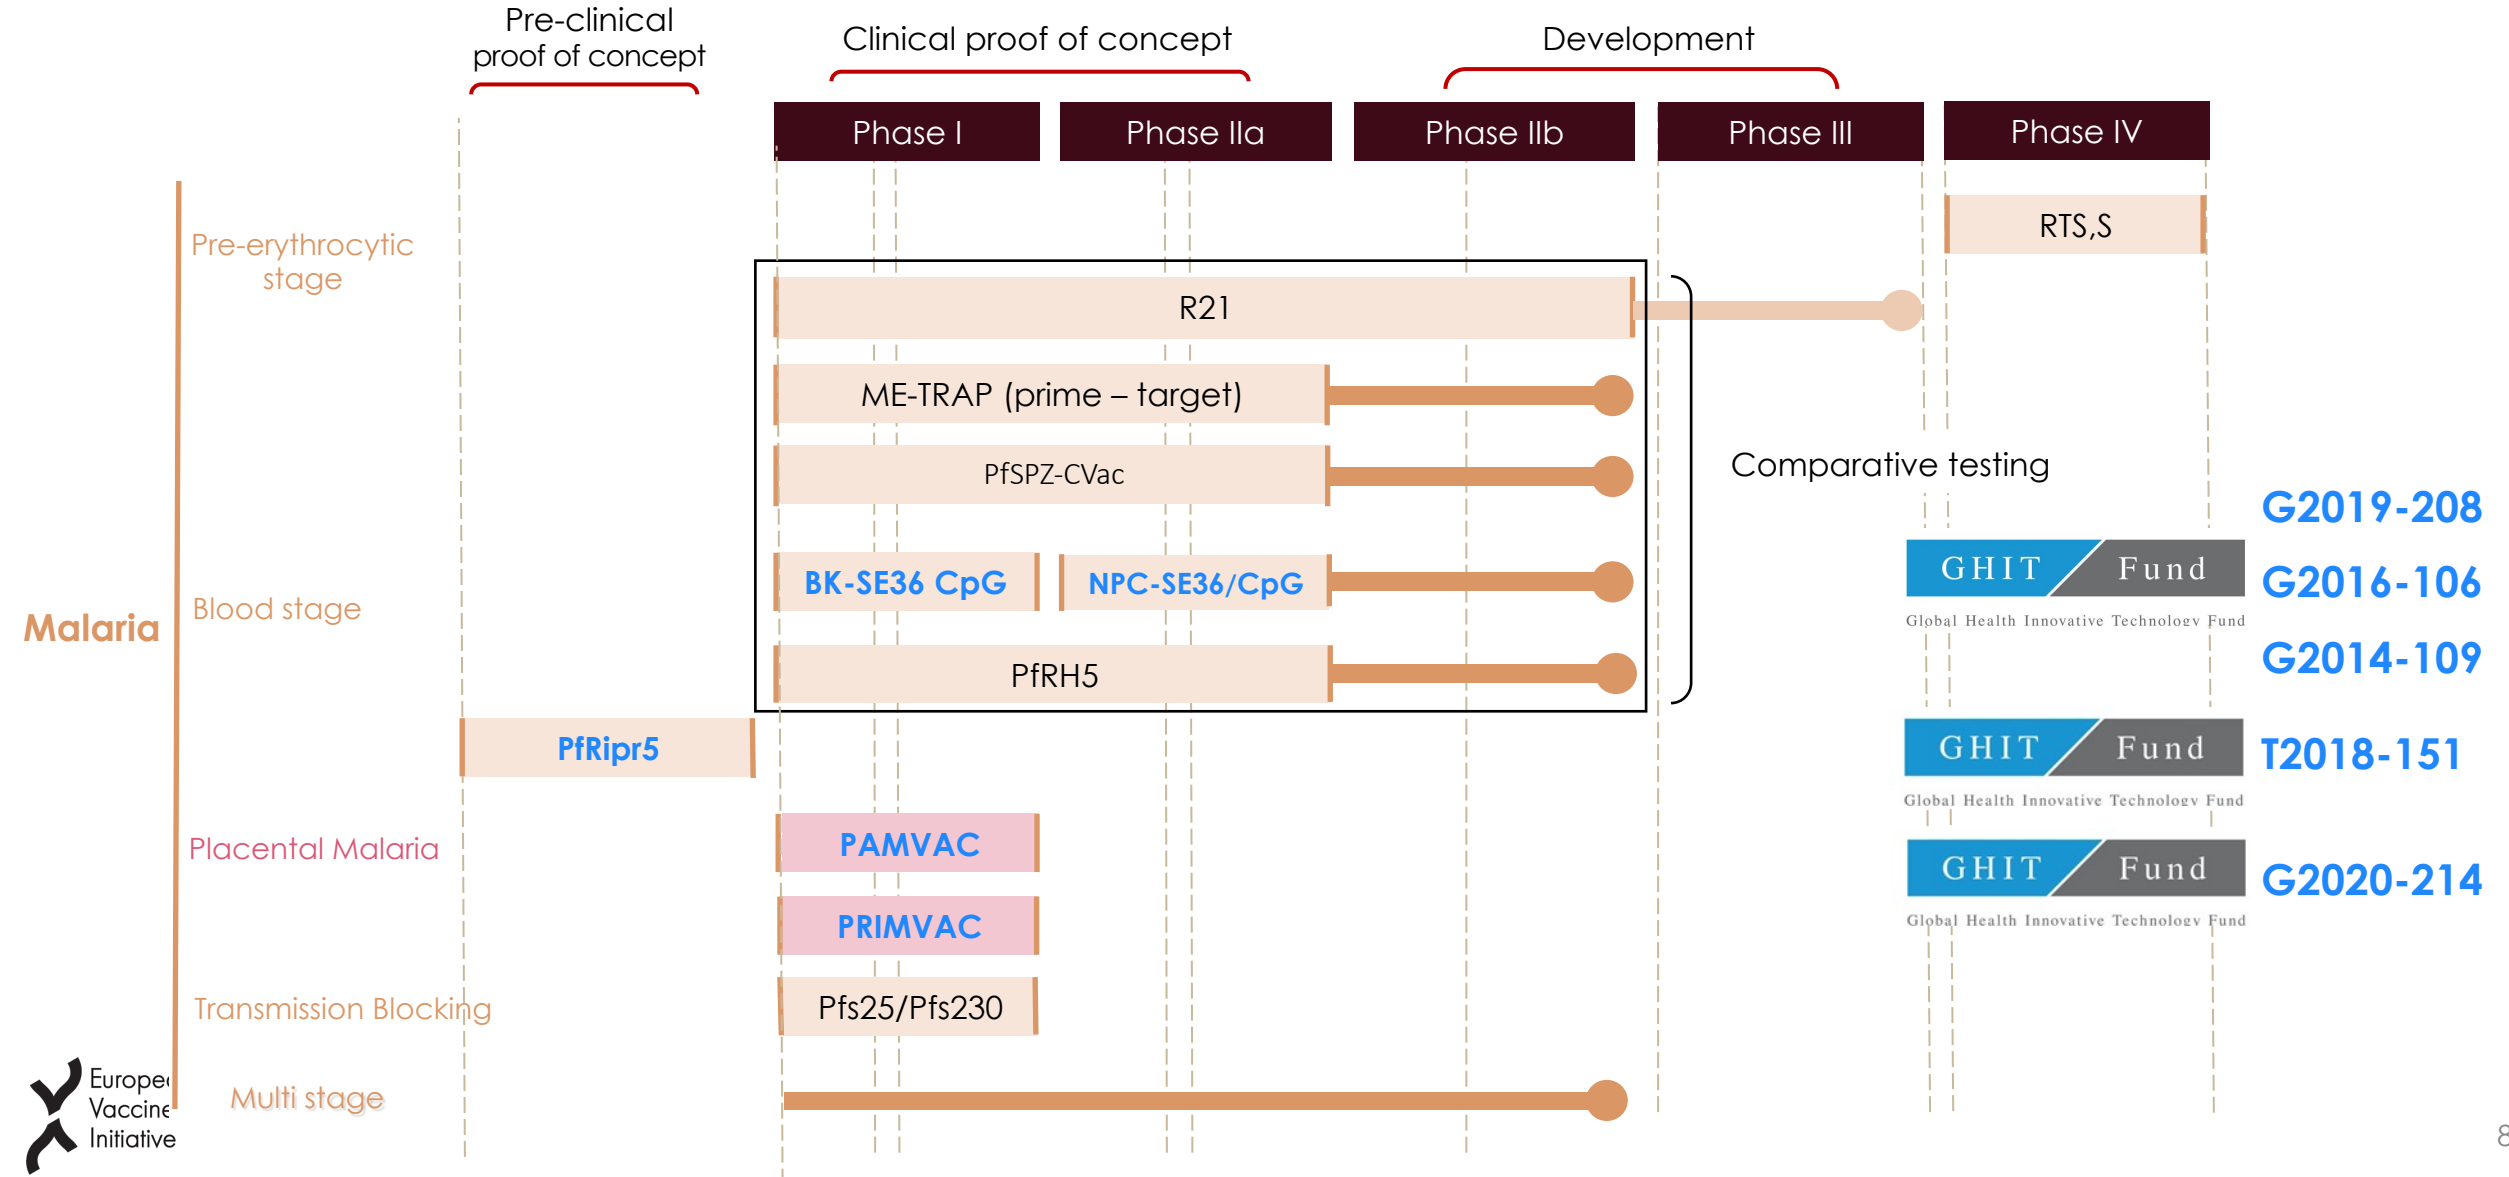 Pre-clinical
proof of concept
Clinical proof of concept
Development
Phase I
Phase IIa
Phase IIb
Phase III
Phase IV
RTS,S
Pre-erythrocytic
stage
R21
ME-TRAP (prime – target)
PfSPZ-CVac
Comparative testing
G2019-208
BK-SE36 CpG
NPC-SE36/CpG
GHIT Fund
Global Health Innovative Technology Fund
G2016-106
Blood stage
Malaria
PfRH5
G2014-109
PfRipr5
GHIT Fund
Global Health Innovative Technology Fund
T2018-151
Placental Malaria
PAMVAC
GHIT Fund
Global Health Innovative Technology Fund
G2020-214
PRIMVAC
Transmission Blocking
Pfs25/Pfs230
Multi stage
Vaccine
Initiative
8